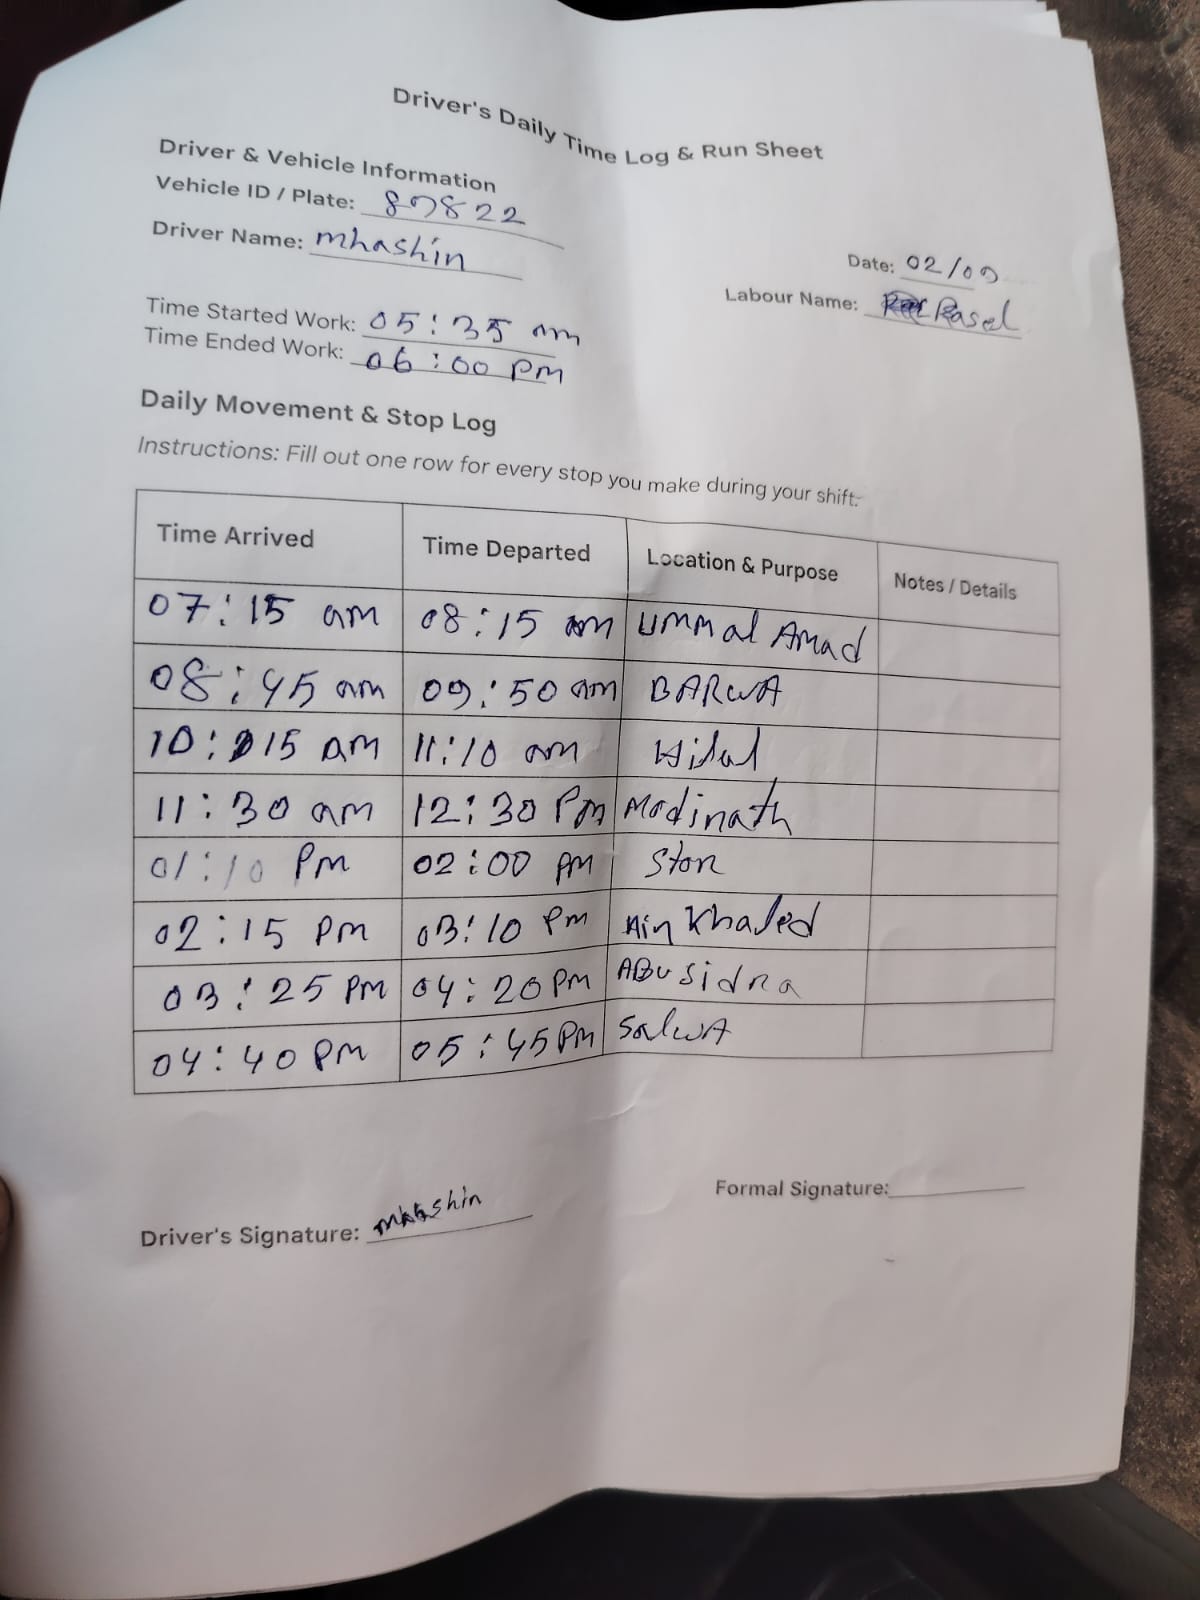 Driver's Daily Time Log & Run Sheet
Driver & Vehicle Information
Vehicle ID / Plate: 87822
Driver Name: mhashin
Date: 02/09
Labour Name: Rasel
Time Started Work: 05:35 am
Time Ended Work: 06:00 PM
Daily Movement & Stop Log
Instructions: Fill out one row for every stop you make during your shift.
Time Arrived Time Departed Location & Purpose Notes / Details
07:15 am 08:15 am Ummal Amad
08:45 am 09:50 am BARWA
10:15 am 11:10 am Hilal
11:30 am 12:30 Pm Madinath
01:10 Pm 02:00 PM Ston
02:15 PM 03:10 Pm Ain Khaled
03:25 PM 04:20 PM ABu Sidra
04:40 PM 05:45 PM SalwA
Driver's Signature: mhashin
Formal Signature: